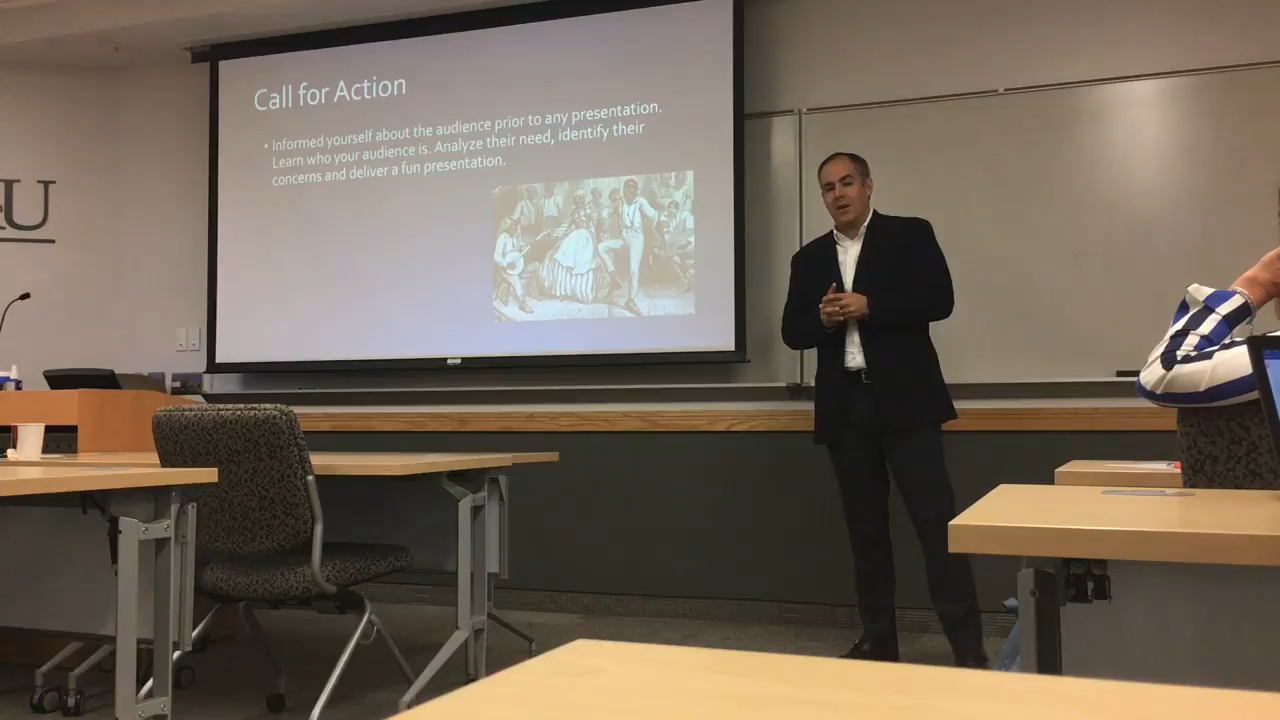 Call for Action
• Informed yourself about the audience prior to any presentation.
Learn who your audience is. Analyze their need, identify their
concerns and deliver a fun presentation.
U